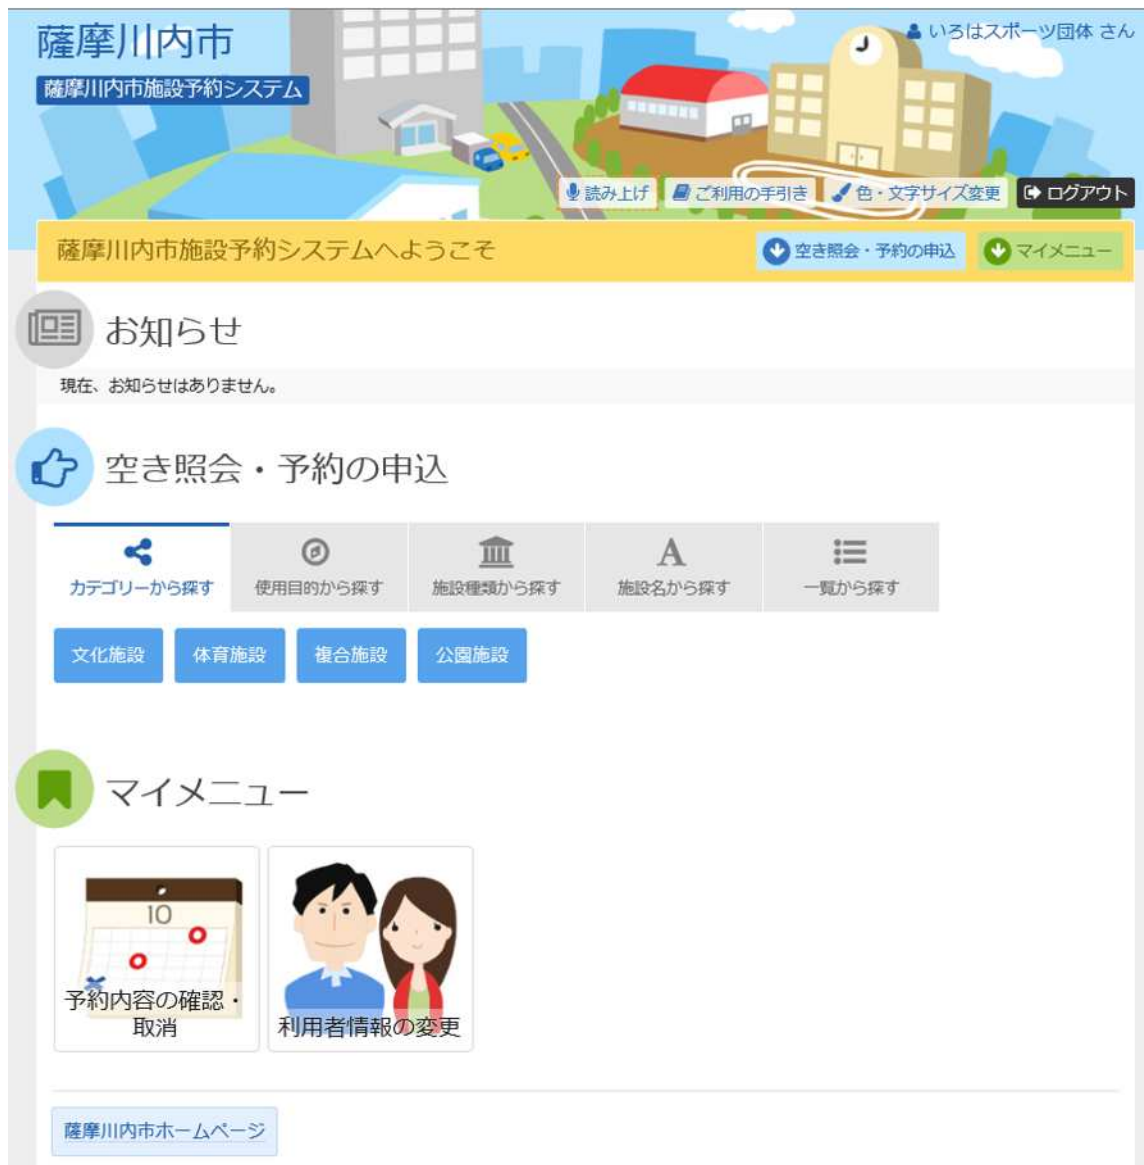 薩摩川内市
薩摩川内市施設予約システム
いろはスポーツ団体 さん
読み上げ ご利用の手引き 色・文字サイズ変更 ログアウト
薩摩川内市施設予約システムへようこそ 空き照会・予約の申込 マイメニュー
お知らせ
現在、お知らせはありません。
空き照会・予約の申込
カテゴリーから探す 使用目的から探す 施設種類から探す A 施設名から探す 一覧から探す
文化施設 体育施設 複合施設 公園施設
マイメニュー
10
予約内容の確認・
取消
利用者情報の変更
薩摩川内市ホームページ